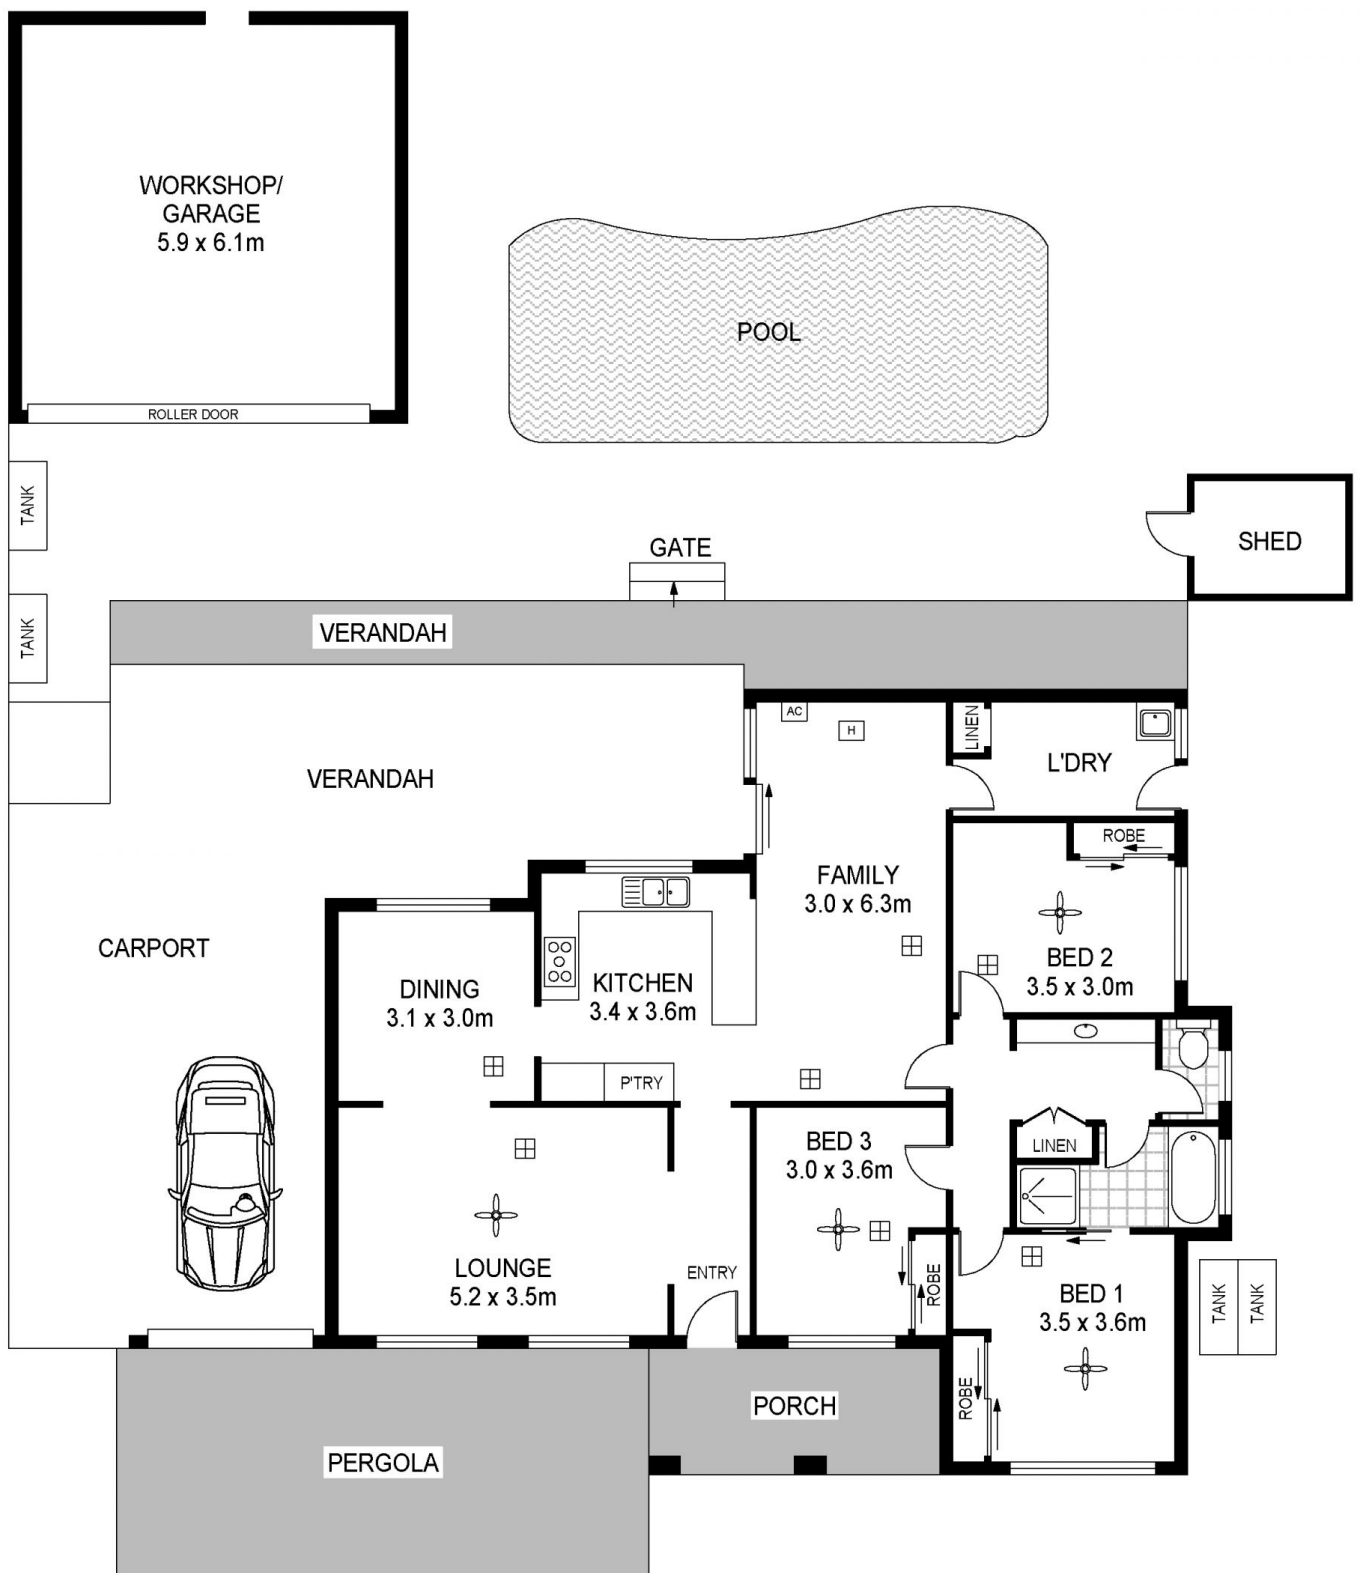 WORKSHOP/
GARAGE
5.9 x 6.1m
POOL
ROLLER DOOR
TANK
SHED
GATE
TANK
VERANDAH
AC
H
LINEN
L'DRY
VERANDAH
ROBE
FAMILY
3.0 x 6.3m
CARPORT
BED 2
3.5 x 3.0m
DINING
3.1 x 3.0m
KITCHEN
3.4 x 3.6m
P'TRY
BED 3
3.0 x 3.6m
LINEN
LOUNGE
5.2 x 3.5m
ENTRY
ROBE
BED 1
3.5 x 3.6m
TANK
TANK
ROBE
PORCH
PERGOLA